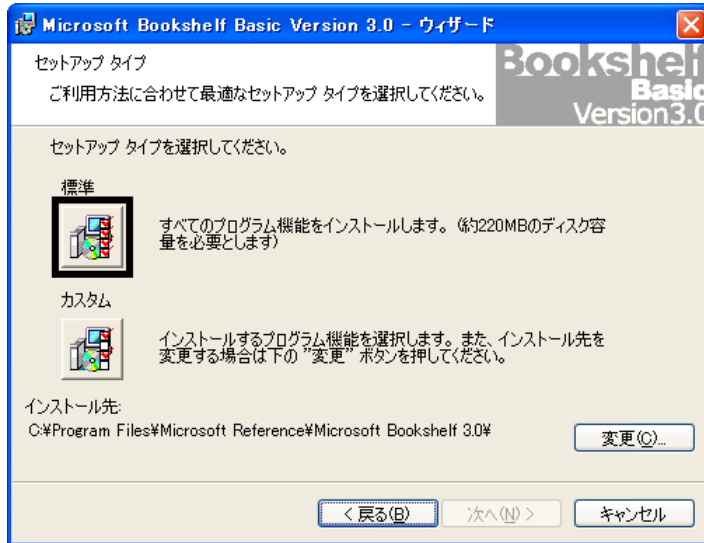 Microsoft Bookshelf Basic Version 3.0 - ウィザード
セットアップ タイプ
ご利用方法に合わせて最適なセットアップ タイプを選択してください。
Bookshelf
Basic
Version3.0
セットアップ タイプを選択してください。
標準
すべてのプログラム機能をインストールします。(約220MBのディスク容
量を必要とします)
カスタム
インストールするプログラム機能を選択します。また、インストール先を
変更する場合は下の ”変更” ボタンを押してください。
インストール先:
C:¥Program Files¥Microsoft Reference¥Microsoft Bookshelf 3.0¥
変更(C)...
< 戻る(B)
次へ(N) >
キャンセル